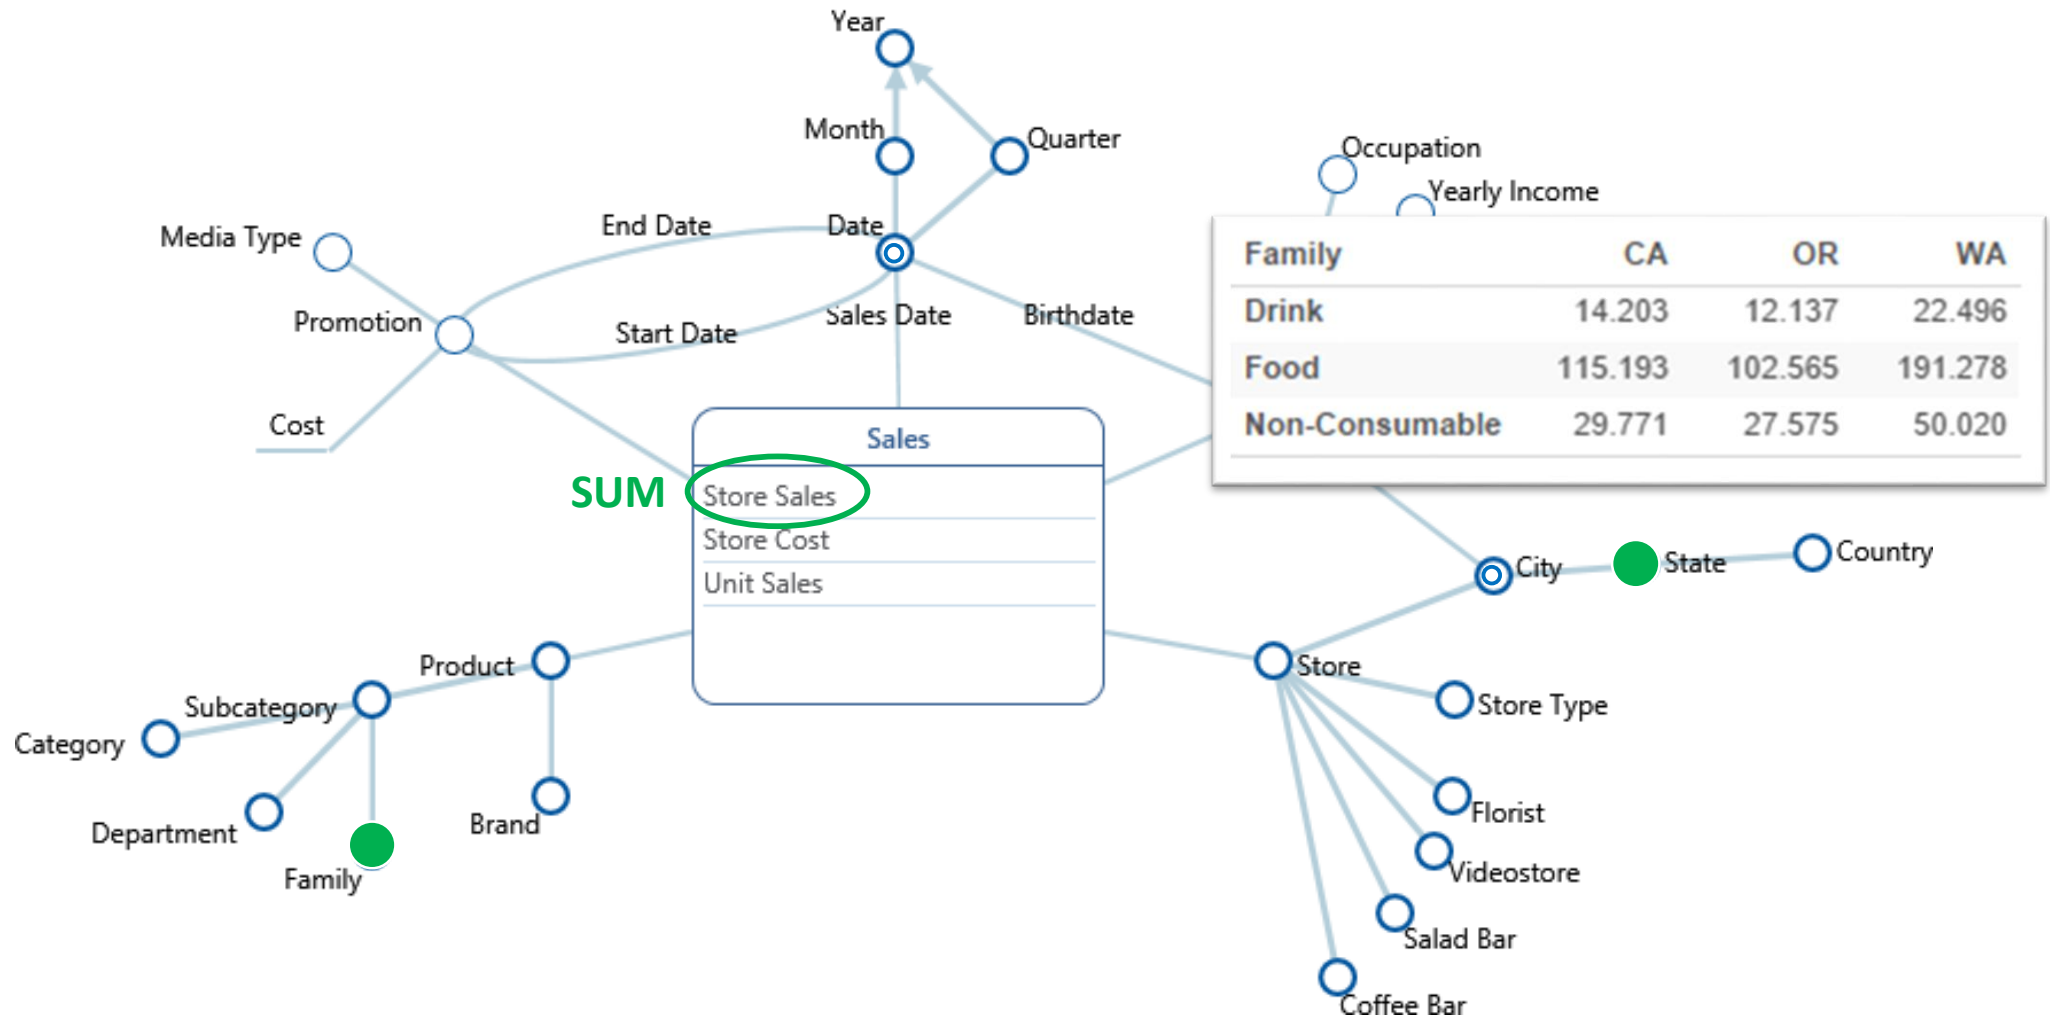 Year
Month
Quarter
Occupation
Yearly Income
End Date
Date
Media Type
Promotion
Start Date
Sales Date
Birthdate
Cost
Family CA OR WA
Drink 14.203 12.137 22.496
Food 115.193 102.565 191.278
Non-Consumable 29.771 27.575 50.020
Sales
SUM
Store Sales
Store Cost
Unit Sales
City
State
Country
Product
Store
Subcategory
Store Type
Category
Department
Brand
Family
Florist
Videostore
Salad Bar
Coffee Bar